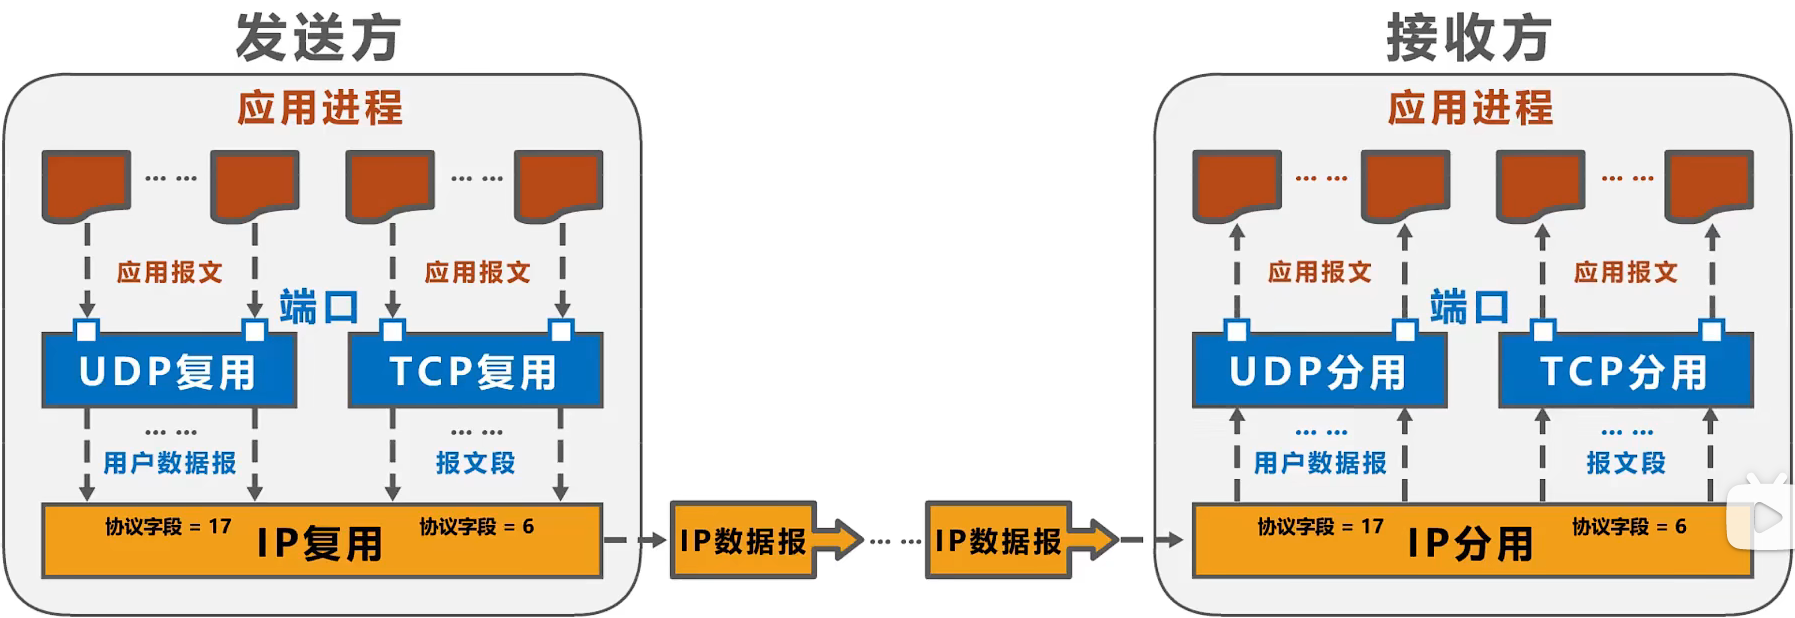 发送方
接收方
应用进程
应用进程
… …
… …
… …
… …
应用报文
应用报文
应用报文
应用报文
端口
端口
UDP复用
TCP复用
UDP分用
TCP分用
… …
… …
… …
… …
用户数据报
报文段
用户数据报
报文段
协议字段 = 17
IP复用
协议字段 = 6
IP数据报
… …
IP数据报
协议字段 = 17
IP分用
协议字段 = 6